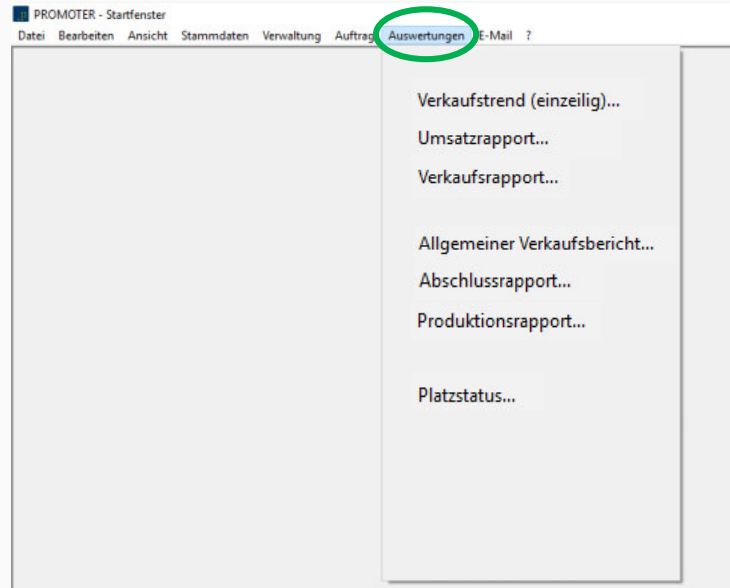 PROMOTER - Startfenster
Datei Bearbeiten Ansicht Stammdaten Verwaltung Auftrag Auswertungen E-Mail ?
Verkaufstrend (einzeilig)...
Umsatzrapport...
Verkaufsrapport...
Allgemeiner Verkaufsbericht...
Abschlussrapport...
Produktionsrapport...
Platzstatus...